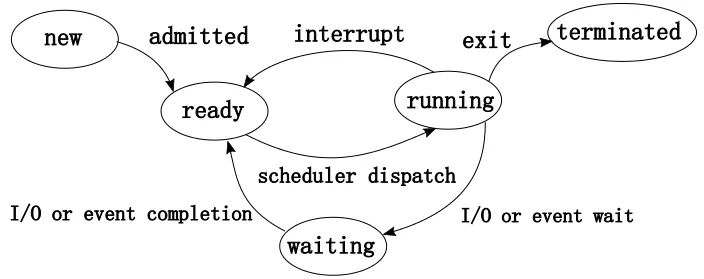 new
admitted
interrupt
exit
terminated
ready
running
scheduler dispatch
I/O or event completion
I/O or event wait
waiting